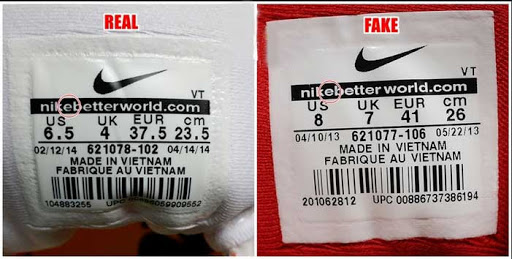 REAL
VT
nikebetterworld.com
US UK EUR cm
6.5 4 37.5 23.5
02/12/14 621078-102 04/14/14
MADE IN VIETNAM
FABRIQUE AU VIETNAM
104883255 UPC 00886059909552
FAKE
VT
nikebetterworld.com
US UK EUR cm
8 7 41 26
04/10/13 621077-106 05/22/13
MADE IN VIETNAM
FABRIQUE AU VIETNAM
201062812 UPC 00886737386194